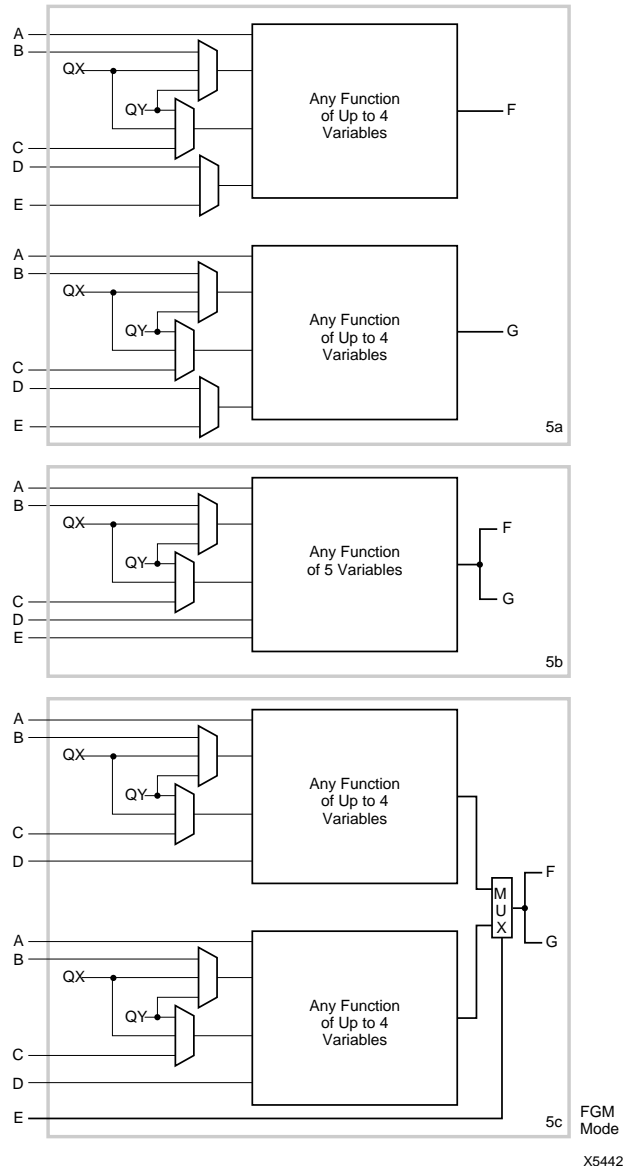 A
B
QX
QY
C
D
E
Any Function
of Up to 4
Variables
F
A
B
QX
QY
C
D
E
Any Function
of Up to 4
Variables
G
5a
A
B
QX
QY
C
D
E
Any Function
of 5 Variables
F
G
5b
A
B
QX
QY
C
D
Any Function
of Up to 4
Variables
M
U
X
F
G
A
B
QX
QY
C
D
E
Any Function
of Up to 4
Variables
5c
FGM
Mode
X5442